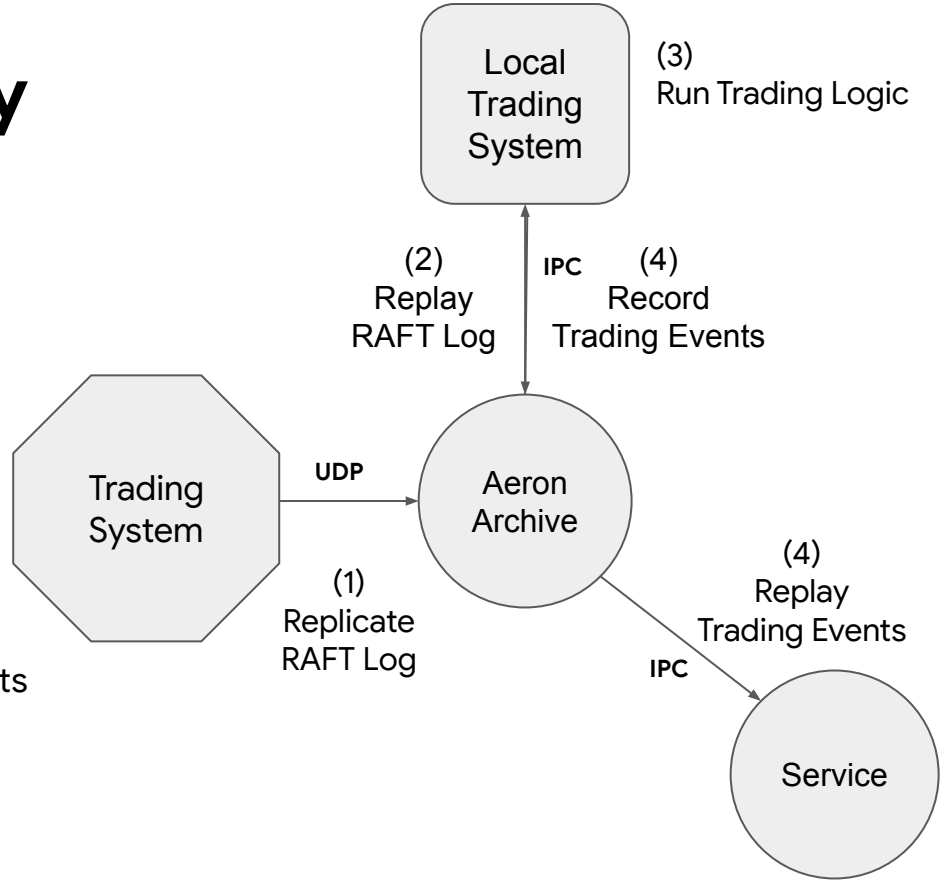 y
Local
Trading
System
(3)
Run Trading Logic
(2)
Replay
RAFT Log
IPC
(4)
Record
Trading Events
Trading
System
UDP
Aeron
Archive
(1)
Replicate
RAFT Log
(4)
Replay
Trading Events
ts
IPC
Service